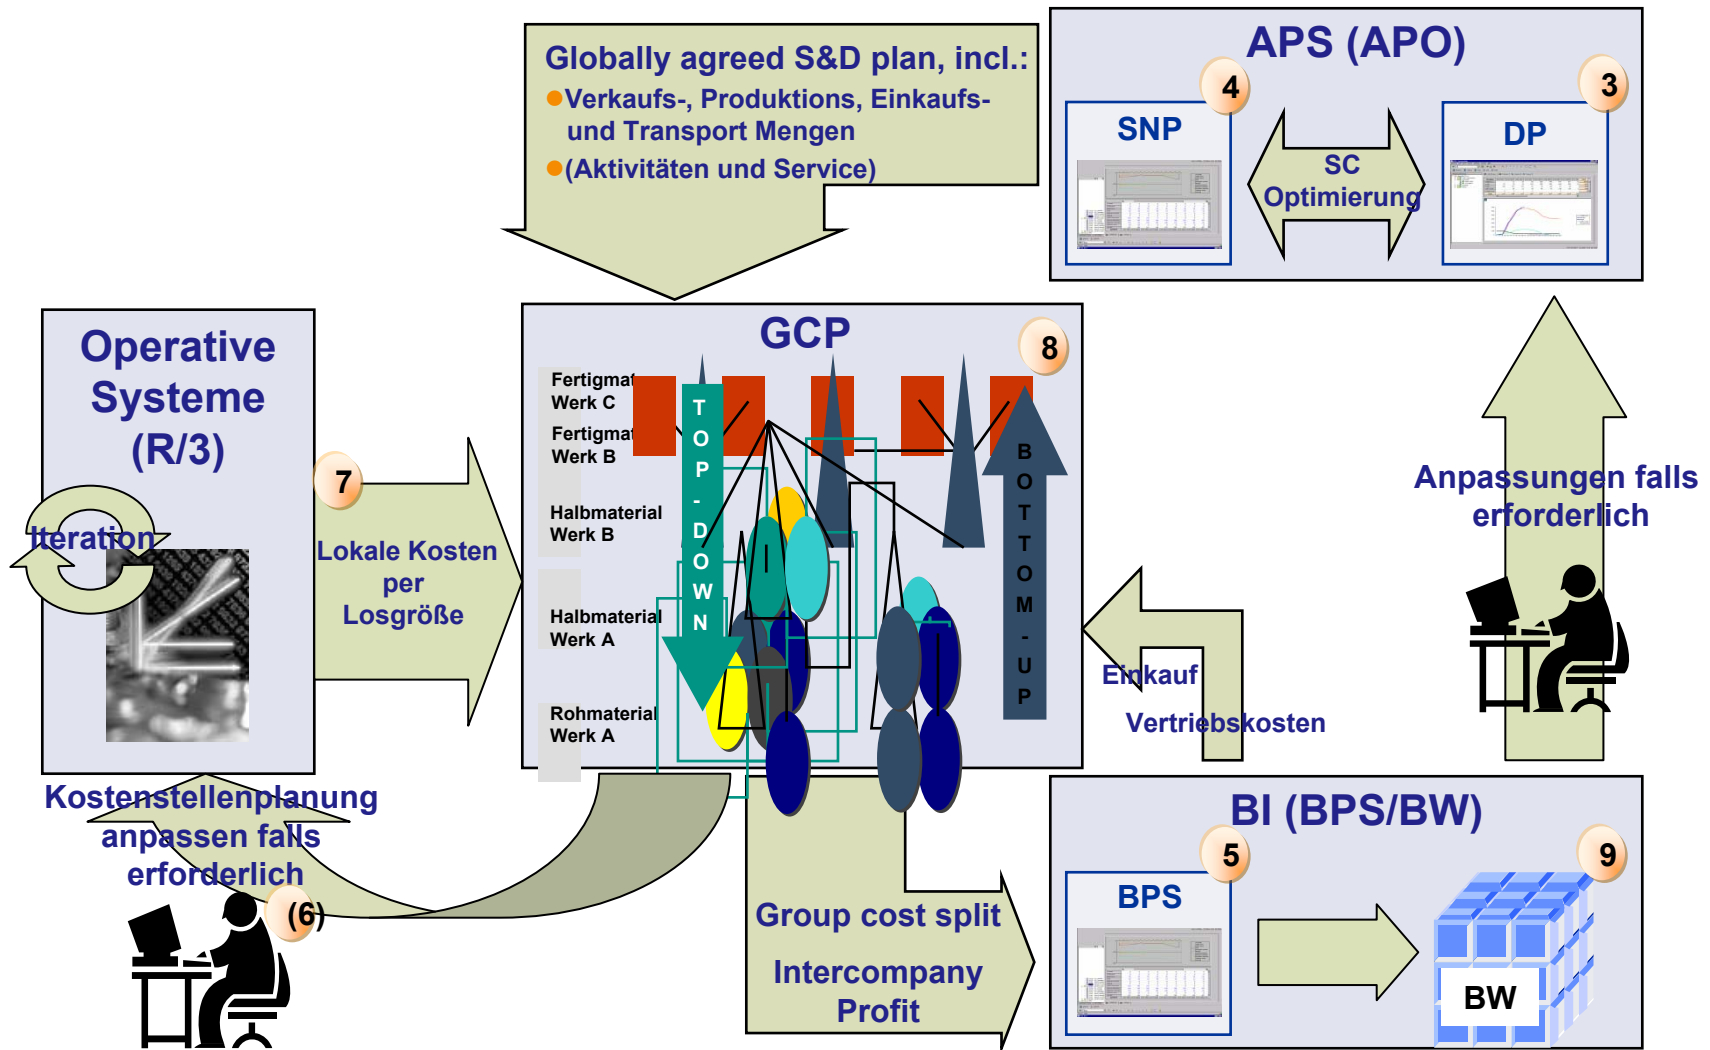 Globally agreed S&D plan, incl.:
Verkaufs-, Produktions, Einkaufs-
und Transport Mengen
(Aktivitäten und Service)
APS (APO)
4
3
SNP
DP
SC
Optimierung
Operative
Systeme
(R/3)
Iteration
7
Lokale Kosten
per
Losgröße
GCP
8
Fertigmat
Werk C
Fertigmat
Werk B
Halbmaterial
Werk B
Halbmaterial
Werk A
Rohmaterial
Werk A
TOP-DOWN
BOTTOM-UP
Anpassungen falls
erforderlich
Einkauf
Vertriebskosten
Kostenstellenplanung
anpassen falls
erforderlich
(6)
Group cost split
Intercompany
Profit
BI (BPS/BW)
5
9
BPS
BW